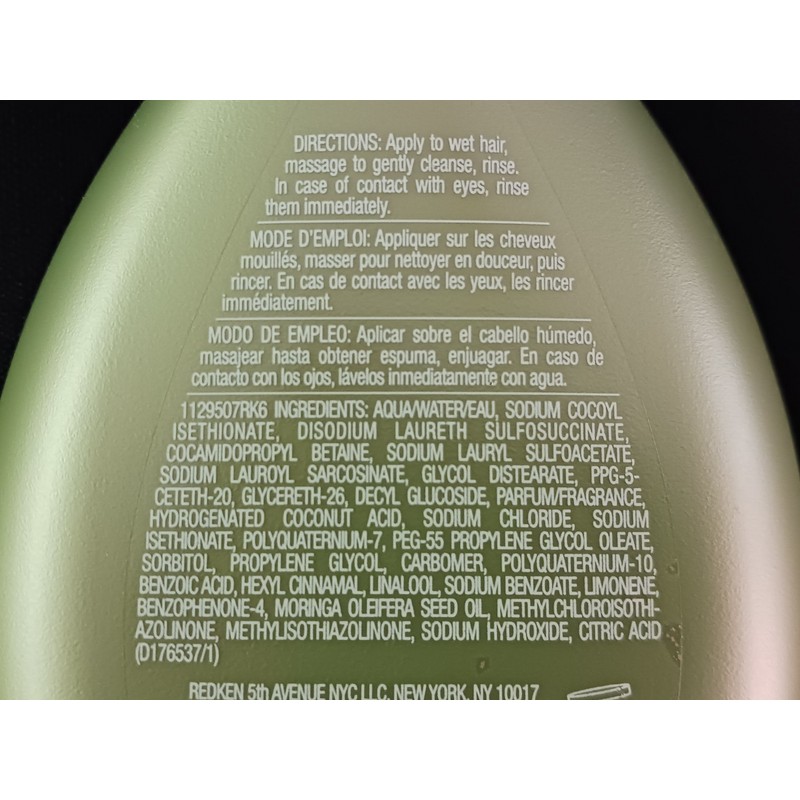 DIRECTIONS: Apply to wet hair,
massage to gently cleanse, rinse.
In case of contact with eyes, rinse
them immediately.
MODE D'EMPLOI: Appliquer sur les cheveux
mouillés, masser pour nettoyer en douceur, puis
rincer. En cas de contact avec les yeux, les rincer
immédiatement.
MODO DE EMPLEO: Aplicar sobre el cabello húmedo,
masajear hasta obtener espuma, enjuagar. En caso de
contacto con los ojos, lávelos inmediatamente con agua.
1129507RK6 INGREDIENTS: AQUA/WATER/EAU, SODIUM COCOYL
ISETHIONATE, DISODIUM LAURETH SULFOSUCCINATE,
COCAMIDOPROPYL BETAINE, SODIUM LAURYL SULFOACETATE,
SODIUM LAUROYL SARCOSINATE, GLYCOL DISTEARATE, PPG-5-
CETETH-20, GLYCERETH-26, DECYL GLUCOSIDE, PARFUM/FRAGRANCE,
HYDROGENATED COCONUT ACID, SODIUM CHLORIDE, SODIUM
ISETHIONATE, POLYQUATERNIUM-7, PEG-55 PROPYLENE GLYCOL OLEATE,
SORBITOL, PROPYLENE GLYCOL, CARBOMER, POLYQUATERNIUM-10,
BENZOIC ACID, HEXYL CINNAMAL, LINALOOL, SODIUM BENZOATE, LIMONENE,
BENZOPHENONE-4, MORINGA OLEIFERA SEED OIL, METHYLCHLOROISOTHI-
AZOLINONE, METHYLISOTHIAZOLINONE, SODIUM HYDROXIDE, CITRIC ACID
(D176537/1)
REDKEN 5th AVENUE NYC LLC, NEW YORK, NY 10017